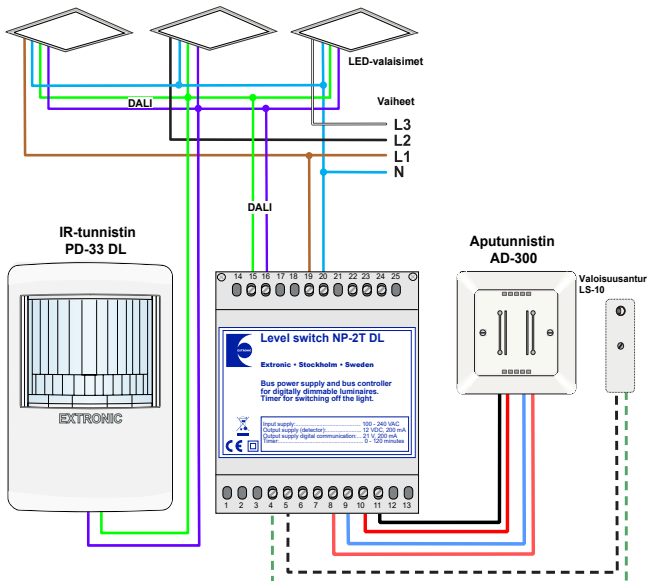 LED-valaisimet
DALI
Vaiheet
L3
L2
L1
N
DALI
IR-tunnistin
PD-33 DL
Aputunnistin
AD-300
Valoisuusantur
LS-10
14 15 16 17 18 19 20 21 22 23 24 25
EXTRONIC
Level switch NP-2T DL
Extronic • Stockholm • Sweden
Bus power supply and bus controller
for digitally dimmable luminaires.
Timer for switching off the light.
Input supply:............................ 100 - 240 VAC
Output supply (detector):................ 12 VDC, 200 mA
Output supply digital communication:... 21 V, 200 mA
Timer:........................................ 0 - 120 minutes
CE
EXTRONIC
1 2 3 4 5 6 7 8 9 10 11 12 13